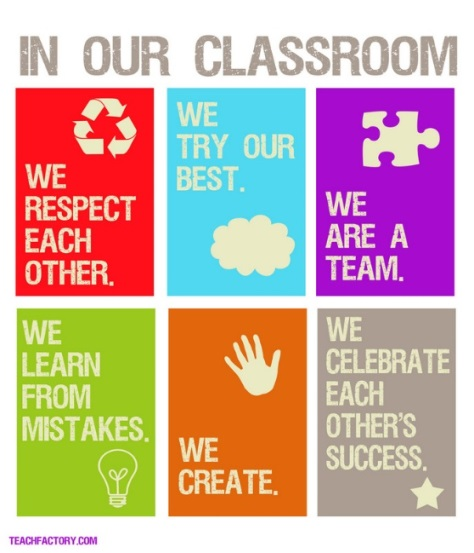 IN OUR CLASSROOM
WE
RESPECT
EACH
OTHER.
WE
TRY OUR
BEST.
WE
ARE A
TEAM.
WE
LEARN
FROM
MISTAKES.
WE
CREATE.
WE
CELEBRATE
EACH
OTHER'S
SUCCESS.
TEACHFACTORY.COM